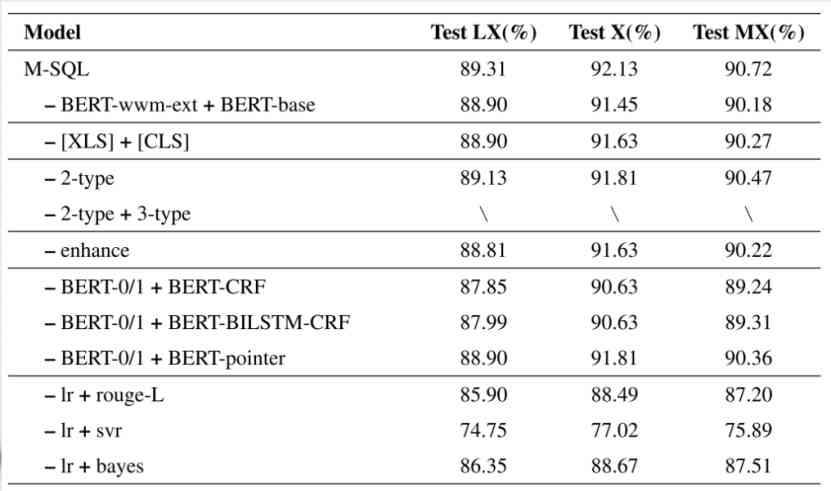 Model Test LX(%) Test X(%) Test MX(%)
M-SQL 89.31 92.13 90.72
– BERT-wwm-ext + BERT-base 88.90 91.45 90.18
– [XLS] + [CLS] 88.90 91.63 90.27
– 2-type 89.13 91.81 90.47
– 2-type + 3-type \ \ \
– enhance 88.81 91.63 90.22
– BERT-0/1 + BERT-CRF 87.85 90.63 89.24
– BERT-0/1 + BERT-BILSTM-CRF 87.99 90.63 89.31
– BERT-0/1 + BERT-pointer 88.90 91.81 90.36
– lr + rouge-L 85.90 88.49 87.20
– lr + svr 74.75 77.02 75.89
– lr + bayes 86.35 88.67 87.51